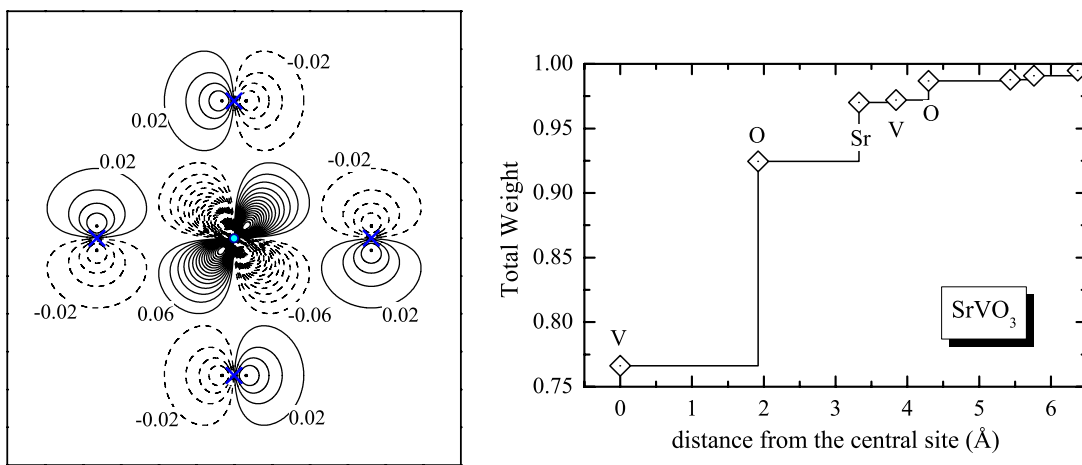 -0.02
0.02
0.02
-0.02
-0.02
0.06
-0.06
0.02
-0.02
0.02
Total Weight
1.00
0.95
0.90
0.85
0.80
0.75
V
O
Sr
V
O
SrVO3
0 1 2 3 4 5 6
distance from the central site (Å)